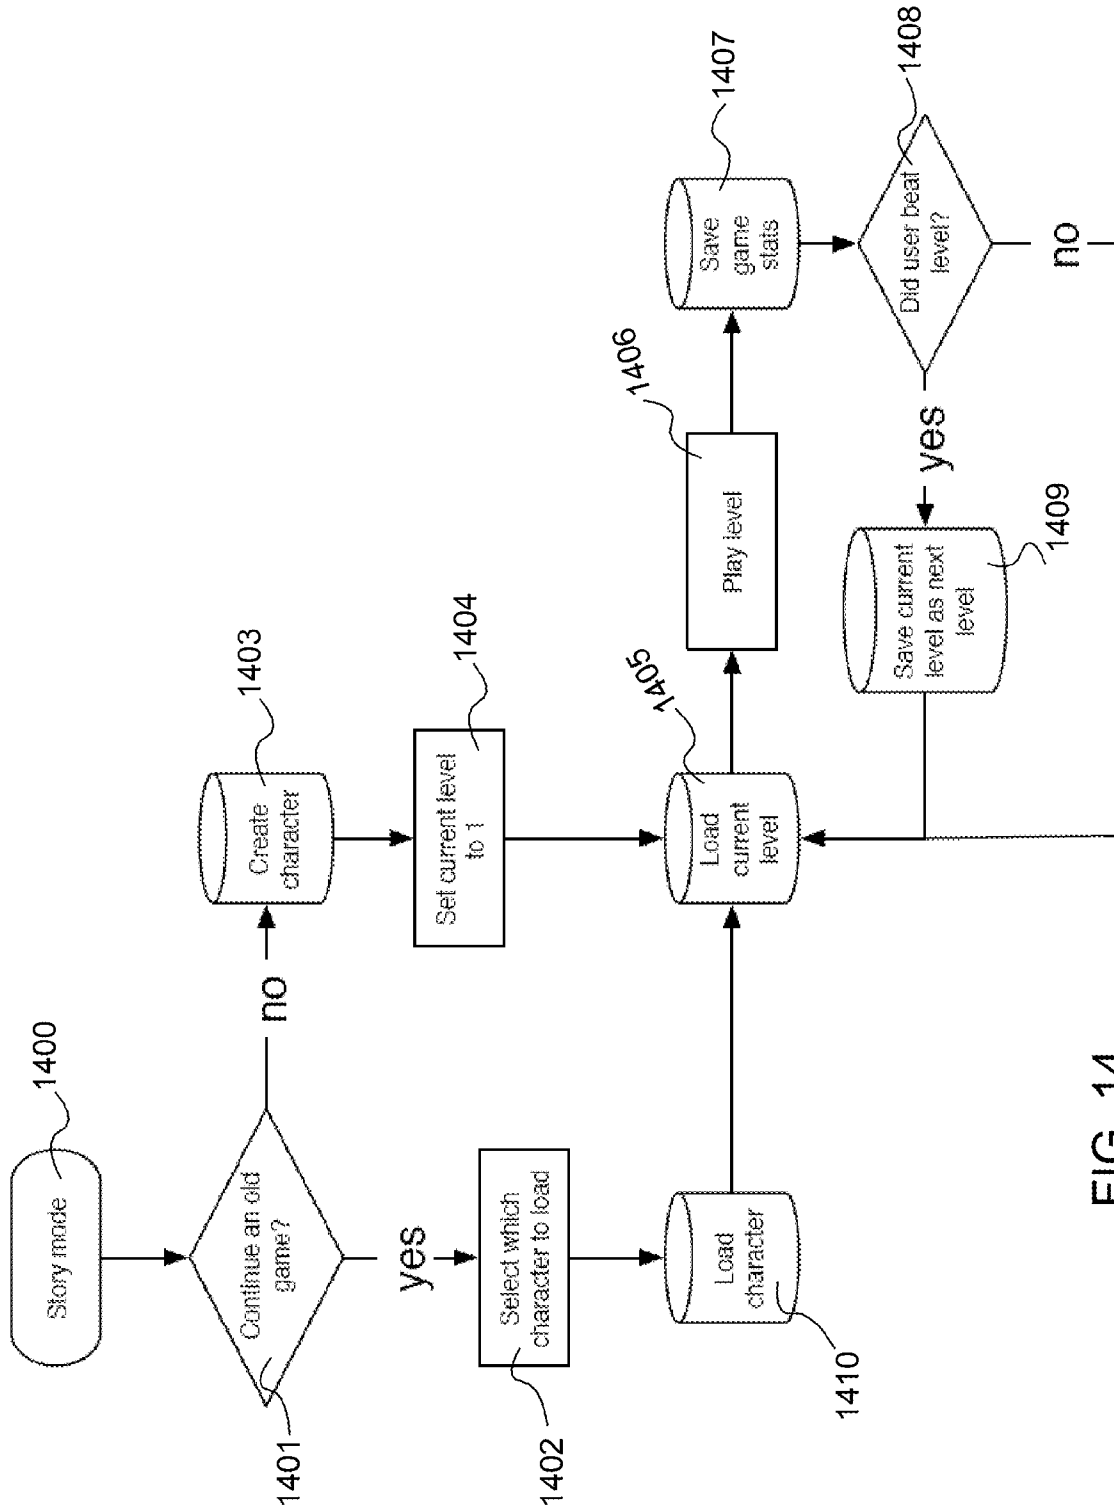 Story mode
1400
Continue an old
game?
1401
no
yes
Create
character
1403
Set current level
to 1
1404
Select which
character to load
1402
Load
character
1410
Load
current
level
1405
Play level
1406
Save
game
stats
1407
Did user beat
level?
1408
yes
no
Save current
level as next
level
1409
FIG. 14